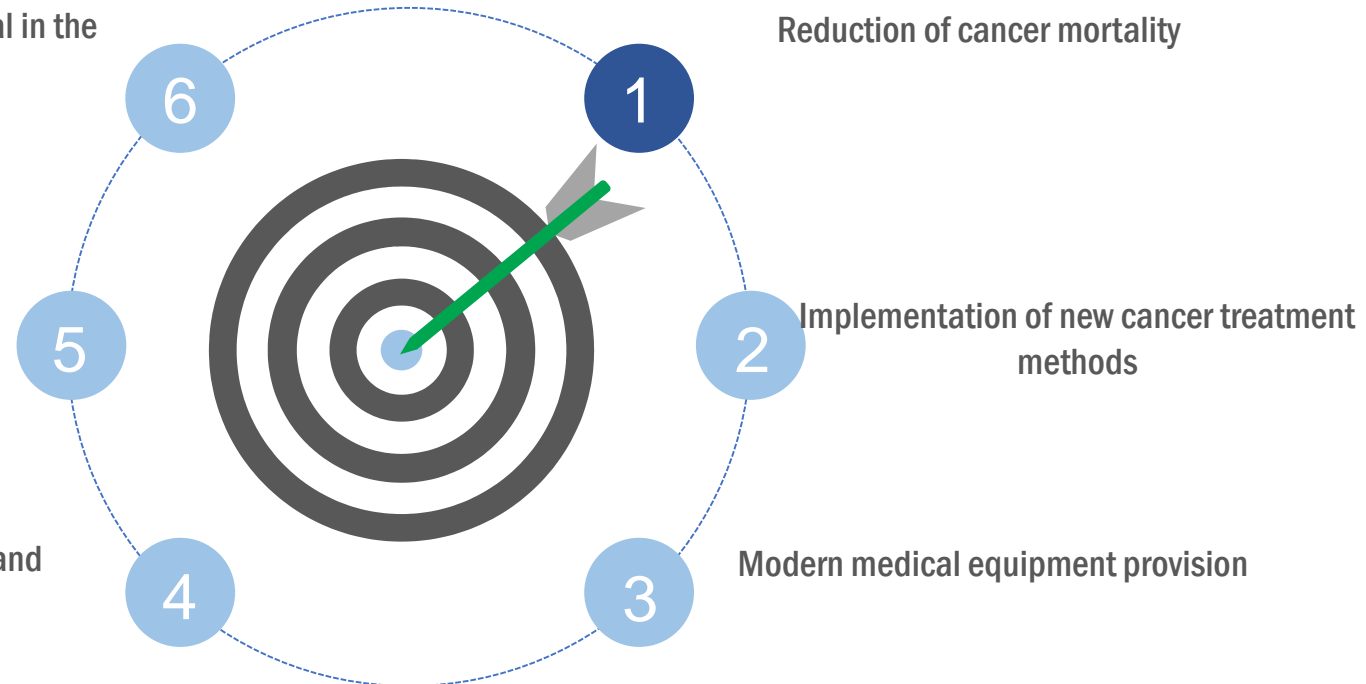 al in the
Reduction of cancer mortality
6
1
5
2
Implementation of new cancer treatment
methods
and
4
3
Modern medical equipment provision